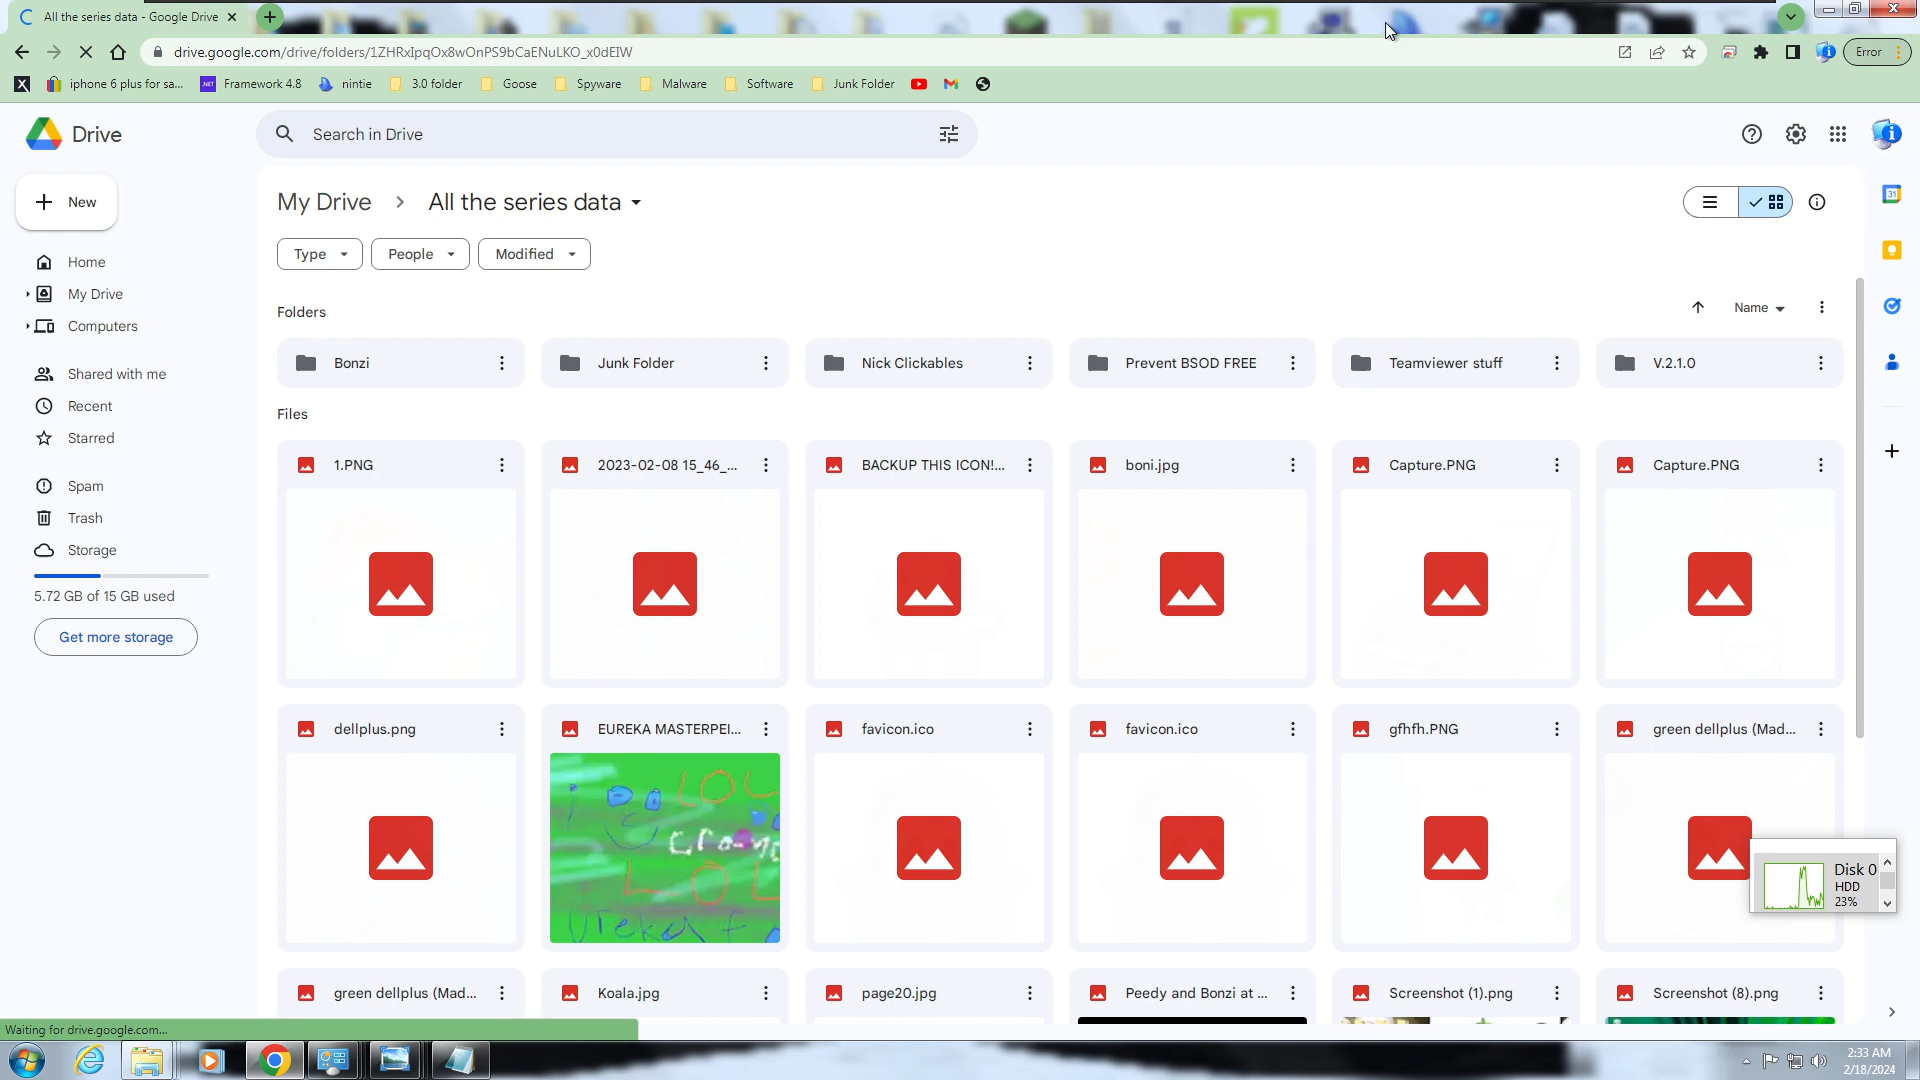 All the series data - Google Drive
drive.google.com/drive/folders/1ZHRxIpqOx8wOnPS9bCaENuLKO_x0dEIW
Error
iphone 6 plus for sa...
Framework 4.8
nintie
3.0 folder
Goose
Spyware
Malware
Software
Junk Folder
Drive
Search in Drive
New
My Drive
All the series data
Type
People
Modified
Home
My Drive
Computers
Shared with me
Recent
Starred
Spam
Trash
Storage
5.72 GB of 15 GB used
Get more storage
Folders
Name
Bonzi
Junk Folder
Nick Clickables
Prevent BSOD FREE
Teamviewer stuff
V.2.1.0
Files
1.PNG
2023-02-08 15_46_...
BACKUP THIS ICON!...
boni.jpg
Capture.PNG
Capture.PNG
dellplus.png
EUREKA MASTERPEI...
favicon.ico
favicon.ico
gfhfh.PNG
green dellplus (Mad...
LOL
LOL
Disk 0
HDD
23%
green dellplus (Mad...
Koala.jpg
page20.jpg
Peedy and Bonzi at ...
Screenshot (1).png
Screenshot (8).png
Waiting for drive.google.com...
2:33 AM
2/18/2024